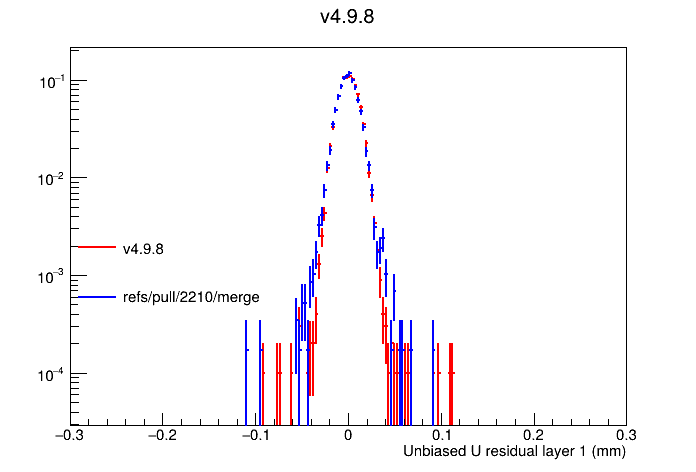 v4.9.8
10⁻¹
10⁻²
v4.9.8
10⁻³
refs/pull/2210/merge
10⁻⁴
−0.3 −0.2 −0.1 0 0.1 0.2 0.3
Unbiased U residual layer 1 (mm)